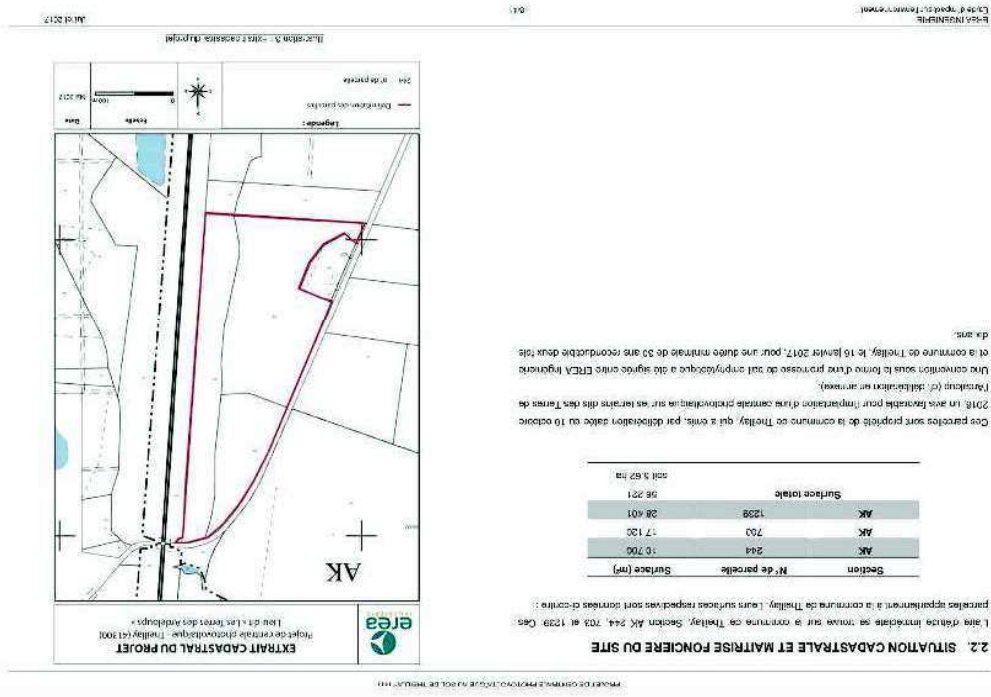 PROJET DE CENTRALE PHOTOVOLTAÏQUE AU SOL DE THEILLAY
2.2. SITUATION CADASTRALE ET MAITRISE FONCIERE DU SITE
L'aire d'étude immédiate se trouve sur la commune de Theillay, Section AK 244, 703 et 1239. Ces
parcelles appartiennent à la commune de Theillay. Leurs surfaces respectives sont données ci-contre :
Section N° de parcelle Surface (m²)
AK 244 10 700
AK 703 17 120
AK 1239 28 401
Surface totale 56 221
soit 5,62 ha
Ces parcelles sont propriété de la commune de Theillay, qui a émis, par délibération datée du 10 octobre
2016, un avis favorable pour l'implantation d'une centrale photovoltaïque sur les terrains dits des Terres de
l'Arsicoup (cf. délibération en annexe).
Une convention sous la forme d'une promesse de bail emphytéotique a été signée entre EREA Ingénierie
et la commune de Theillay, le 16 janvier 2017, pour une durée minimale de 30 ans reconductible deux fois
dix ans.
erea
INGENIERIE
EXTRAIT CADASTRAL DU PROJET
Projet de centrale photovoltaïque - Theillay (41300)
Lieu dit « Les Terres des Arsicloups »
AK
Légende :
Délimitation des parcelles
244 n° de parcelle
Echelle
0 100m
Date
Mai 2017
Illustration 3 : Extrait cadastral du projet
EREA INGENIERIE
Etude d'impact sur l'environnement
Juillet 2017